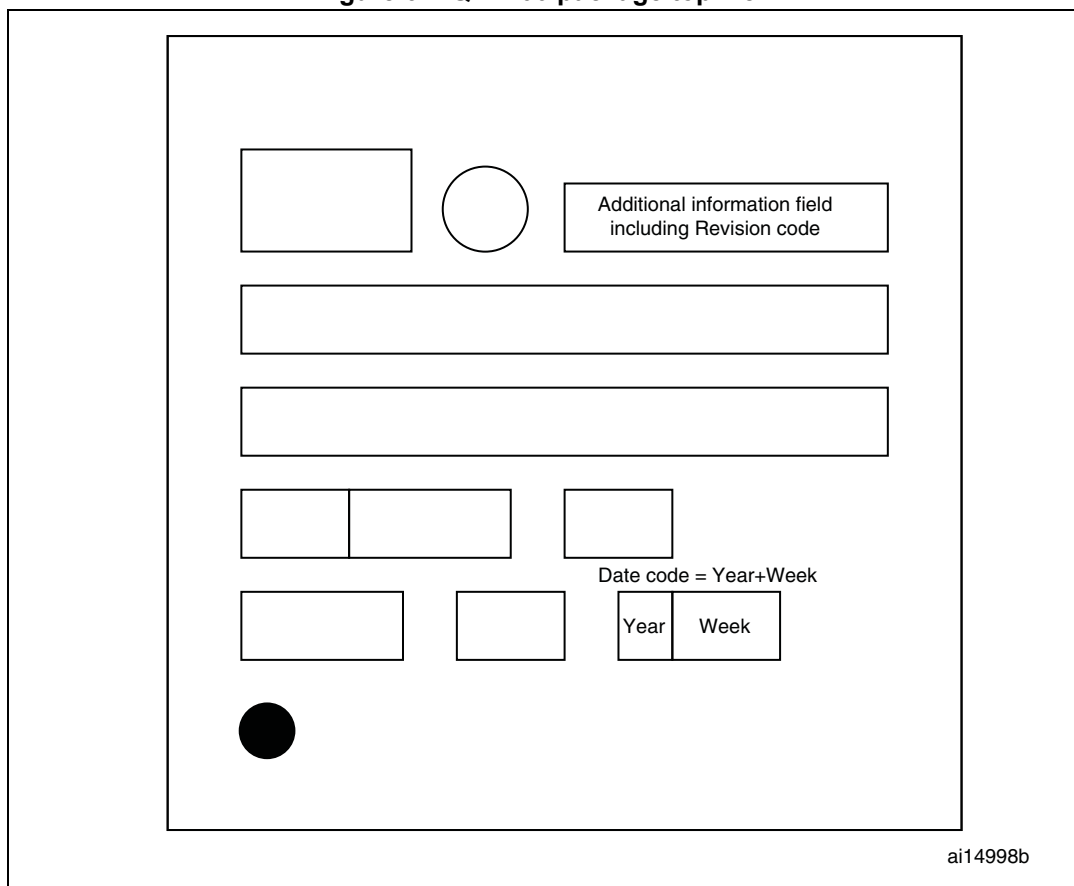 Additional information field
including Revision code
Date code = Year+Week
Year Week
ai14998b